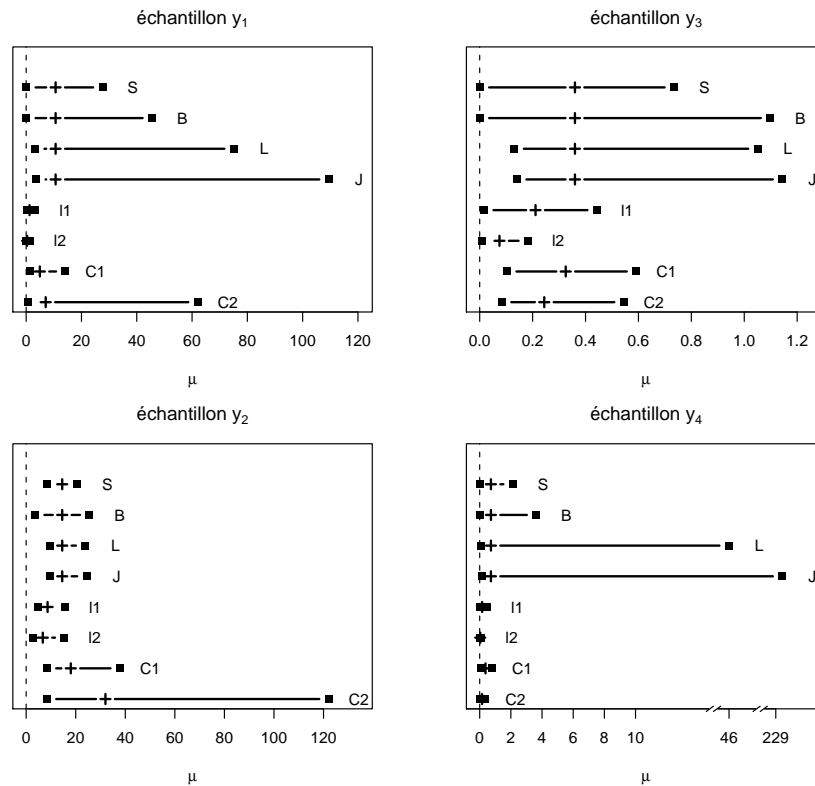 échantillon y1
S
B
L
J
I1
I2
C1
C2
0 20 40 60 80 100 120
μ
échantillon y3
S
B
L
J
I1
I2
C1
C2
0.0 0.2 0.4 0.6 0.8 1.0 1.2
μ
échantillon y2
S
B
L
J
I1
I2
C1
C2
0 20 40 60 80 100 120
μ
échantillon y4
S
B
L
J
I1
I2
C1
C2
0 2 4 6 8 10 46 229
μ